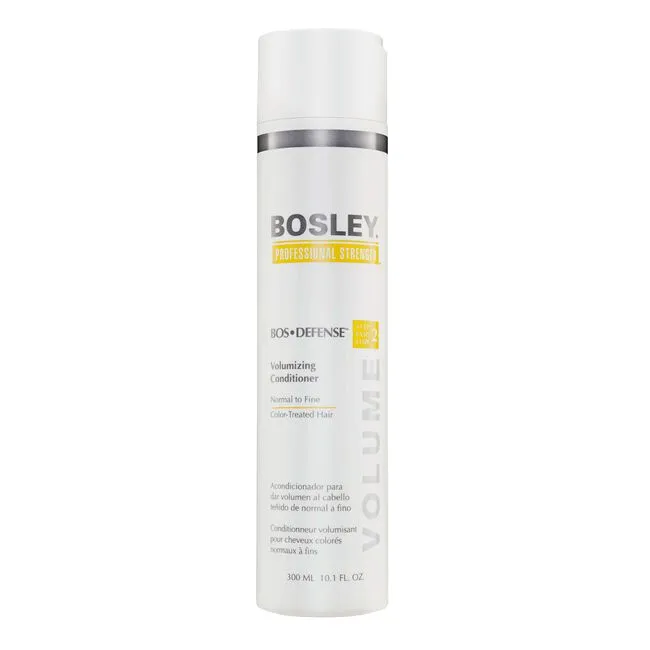 BOSLEY.
PROFESSIONAL STRENGTH
BOS•DEFENSE™
2
Volumizing
Conditioner
Normal to Fine
Color-Treated Hair
VOLUME
Acondicionador para
dar volumen al cabello
teñido de normal à fino
Conditionneur volumisant
pour cheveux colorés
normaux à fins
300 ML 10.1 FL. OZ.